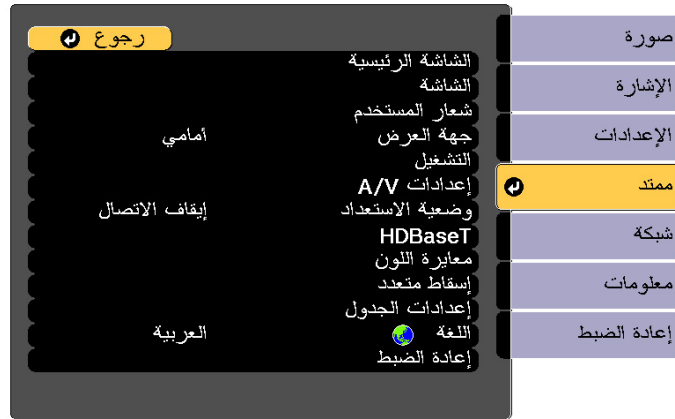 صورة
الإشارة
الإعدادات
ممتد
شبكة
معلومات
إعادة الضبط
رجوع
الشاشة الرئيسية
الشاشة
شعار المستخدم
جهة العرض أمامي
التشغيل
إعدادات A/V
وضعية الاستعداد إيقاف الاتصال
HDBaseT
معايرة اللون
إسقاط متعدد
إعدادات الجدول
اللغة العربية
إعادة الضبط